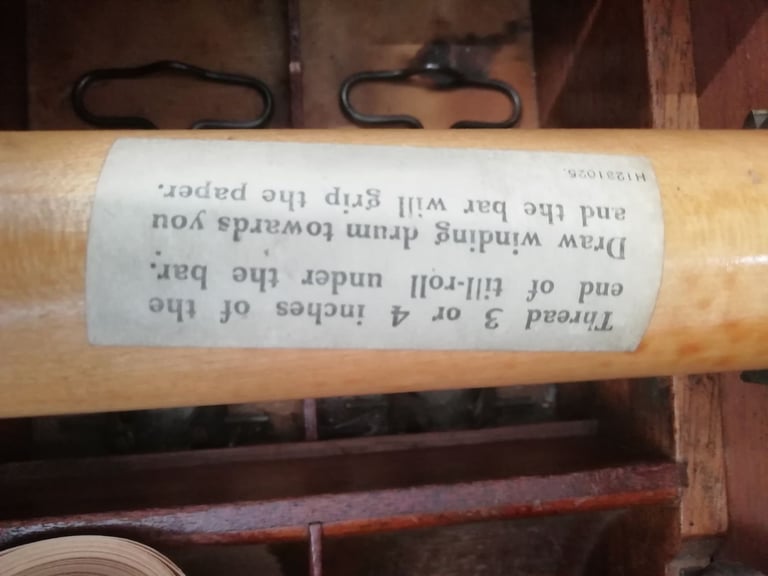 Thread 3 or 4 inches of the
end of till-roll under the bar.
Draw winding drum towards you
and the bar will grip the paper.
H1231025.